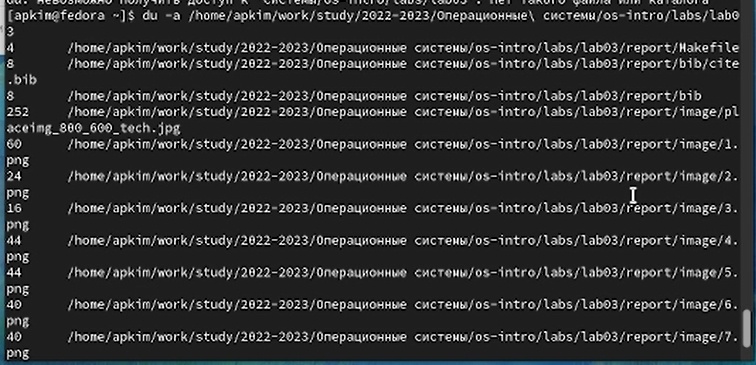 du: невозможно получить доступ к 'системы/os-intro/labs/lab03': Нет такого файла или каталога
[apkim@fedora ~]$ du -a /home/apkim/work/study/2022-2023/Операционные\ системы/os-intro/labs/lab0
3
4 /home/apkim/work/study/2022-2023/Операционные системы/os-intro/labs/lab03/report/Makefile
8 /home/apkim/work/study/2022-2023/Операционные системы/os-intro/labs/lab03/report/bib/cite
.bib
8 /home/apkim/work/study/2022-2023/Операционные системы/os-intro/labs/lab03/report/bib
252 /home/apkim/work/study/2022-2023/Операционные системы/os-intro/labs/lab03/report/image/pl
aceimg_800_600_tech.jpg
60 /home/apkim/work/study/2022-2023/Операционные системы/os-intro/labs/lab03/report/image/1.
png
24 /home/apkim/work/study/2022-2023/Операционные системы/os-intro/labs/lab03/report/image/2.
png
16 /home/apkim/work/study/2022-2023/Операционные системы/os-intro/labs/lab03/report/image/3.
png
44 /home/apkim/work/study/2022-2023/Операционные системы/os-intro/labs/lab03/report/image/4.
png
44 /home/apkim/work/study/2022-2023/Операционные системы/os-intro/labs/lab03/report/image/5.
png
40 /home/apkim/work/study/2022-2023/Операционные системы/os-intro/labs/lab03/report/image/6.
png
40 /home/apkim/work/study/2022-2023/Операционные системы/os-intro/labs/lab03/report/image/7.
png